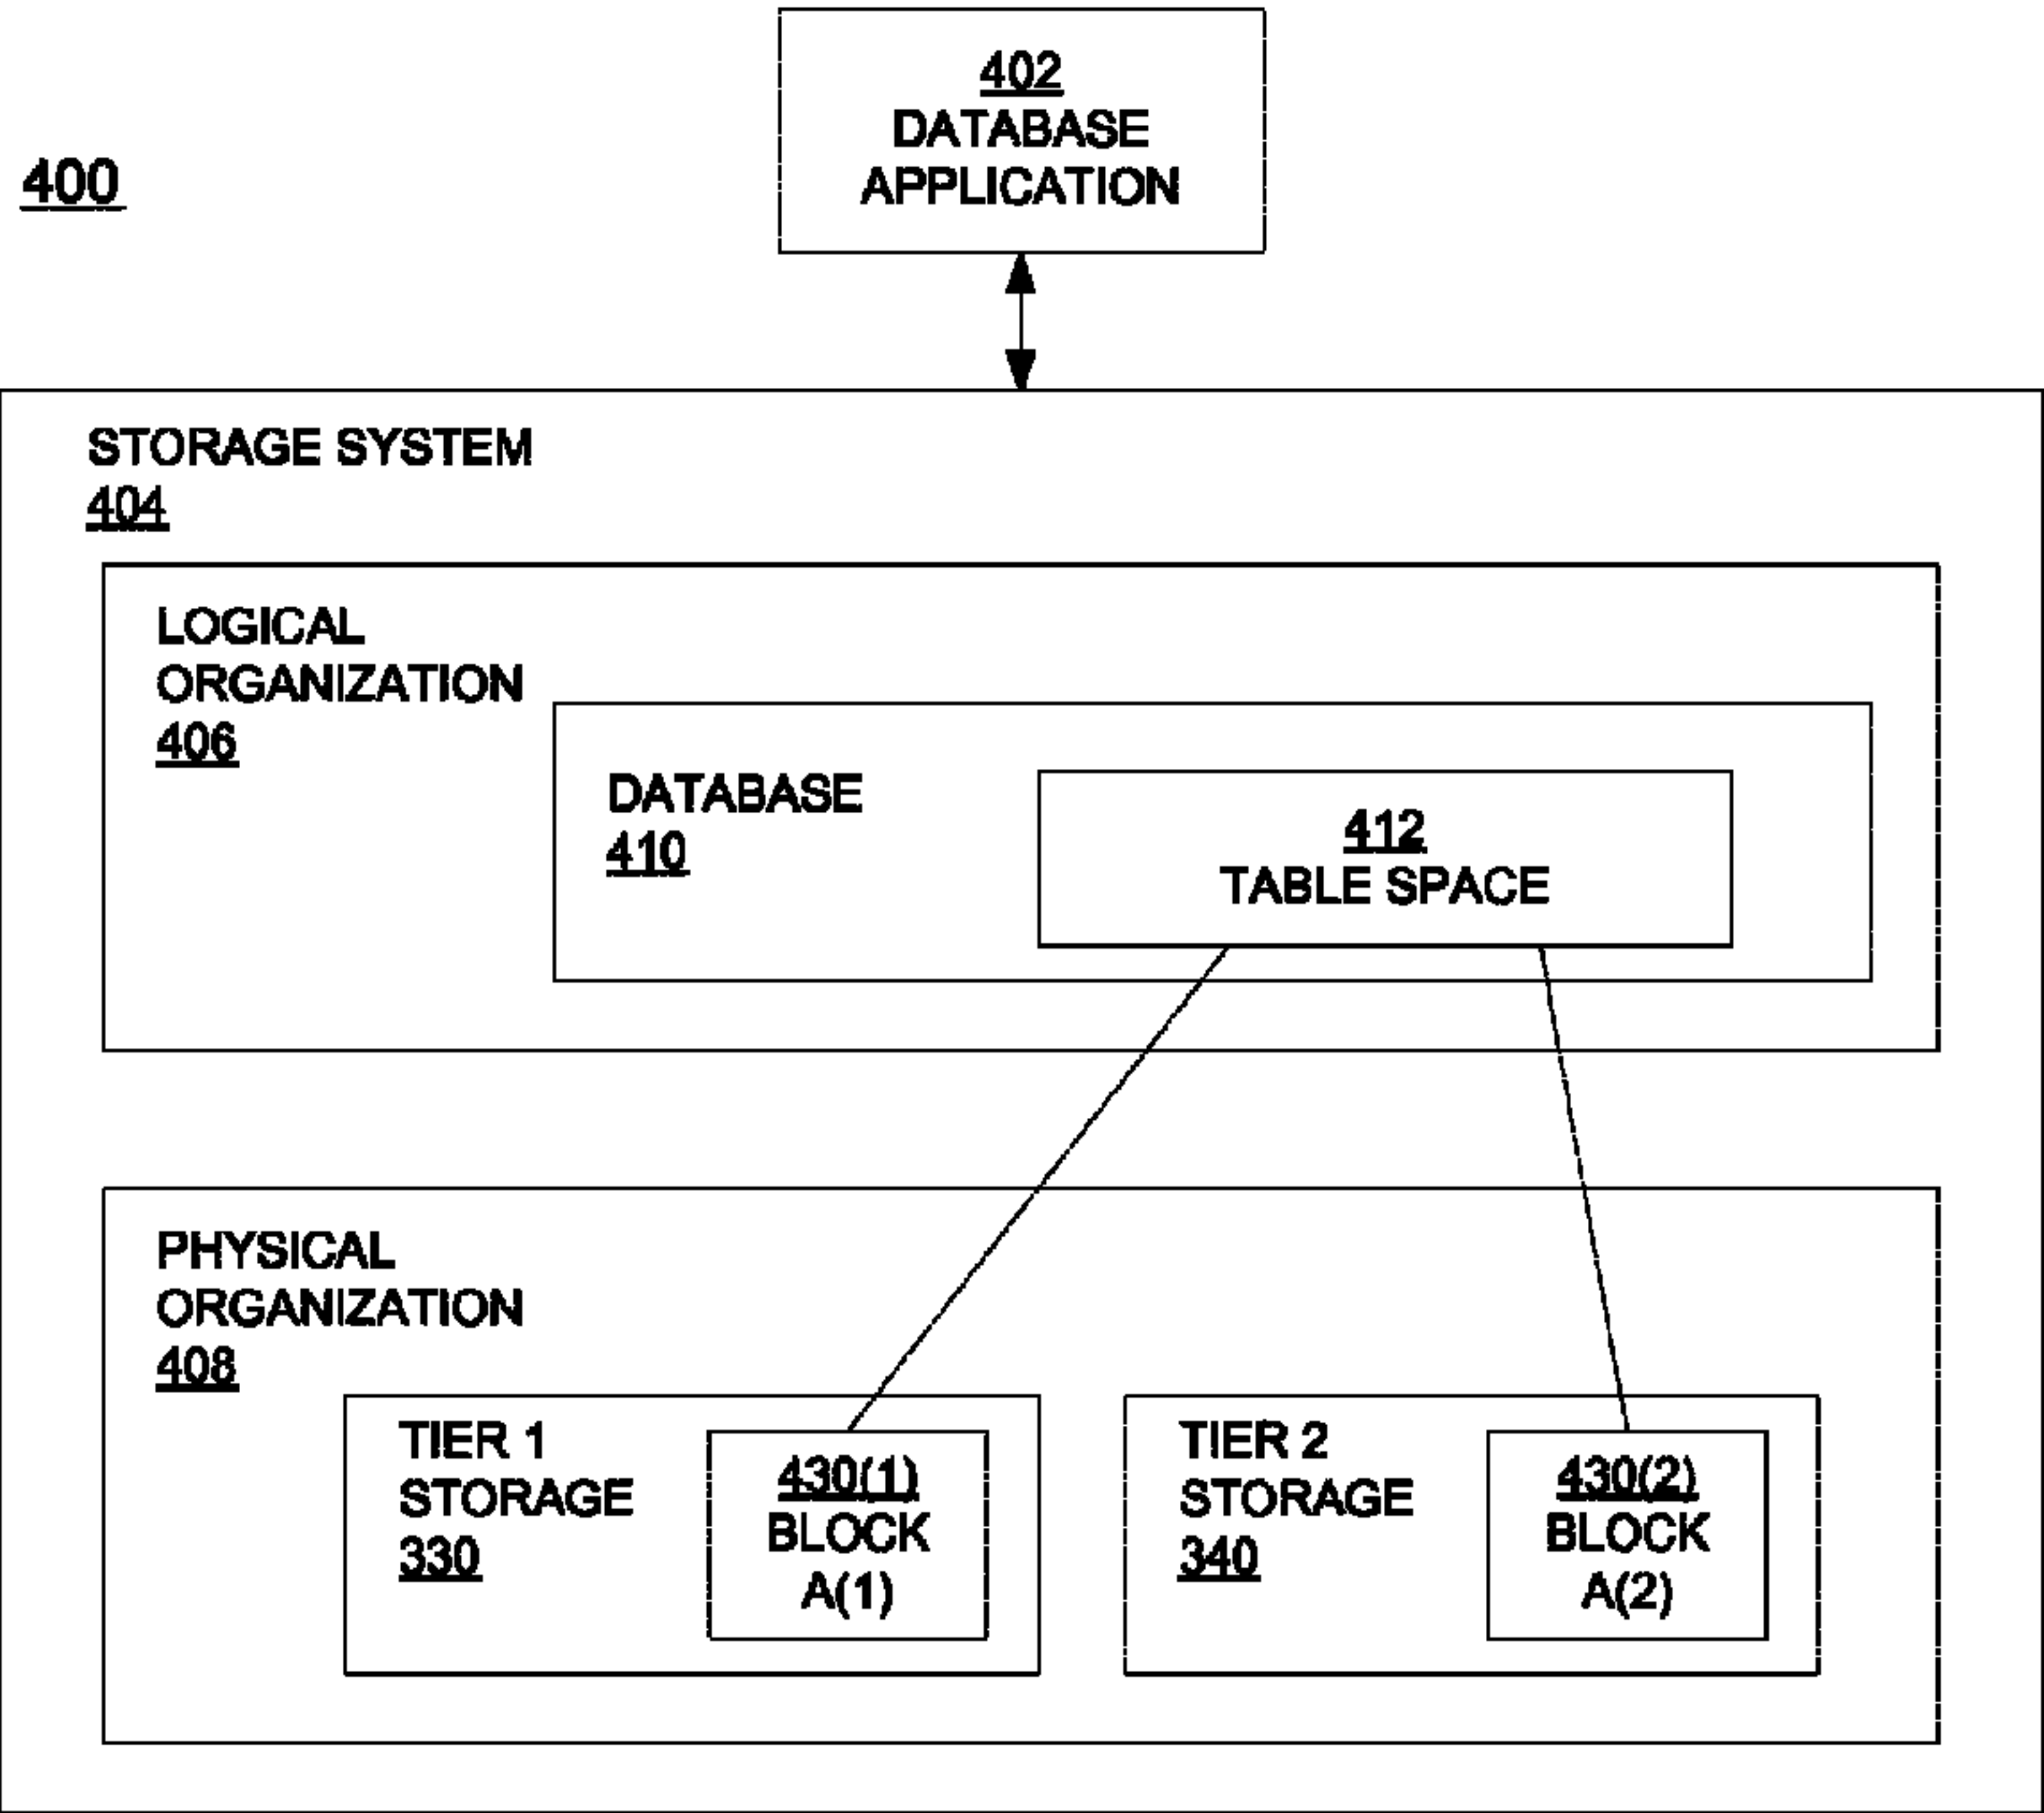 402
DATABASE
APPLICATION
400
STORAGE SYSTEM
404
LOGICAL
ORGANIZATION
406
DATABASE
410
412
TABLE SPACE
PHYSICAL
ORGANIZATION
408
TIER 1
STORAGE
330
430(1)
BLOCK
A(1)
TIER 2
STORAGE
340
430(2)
BLOCK
A(2)